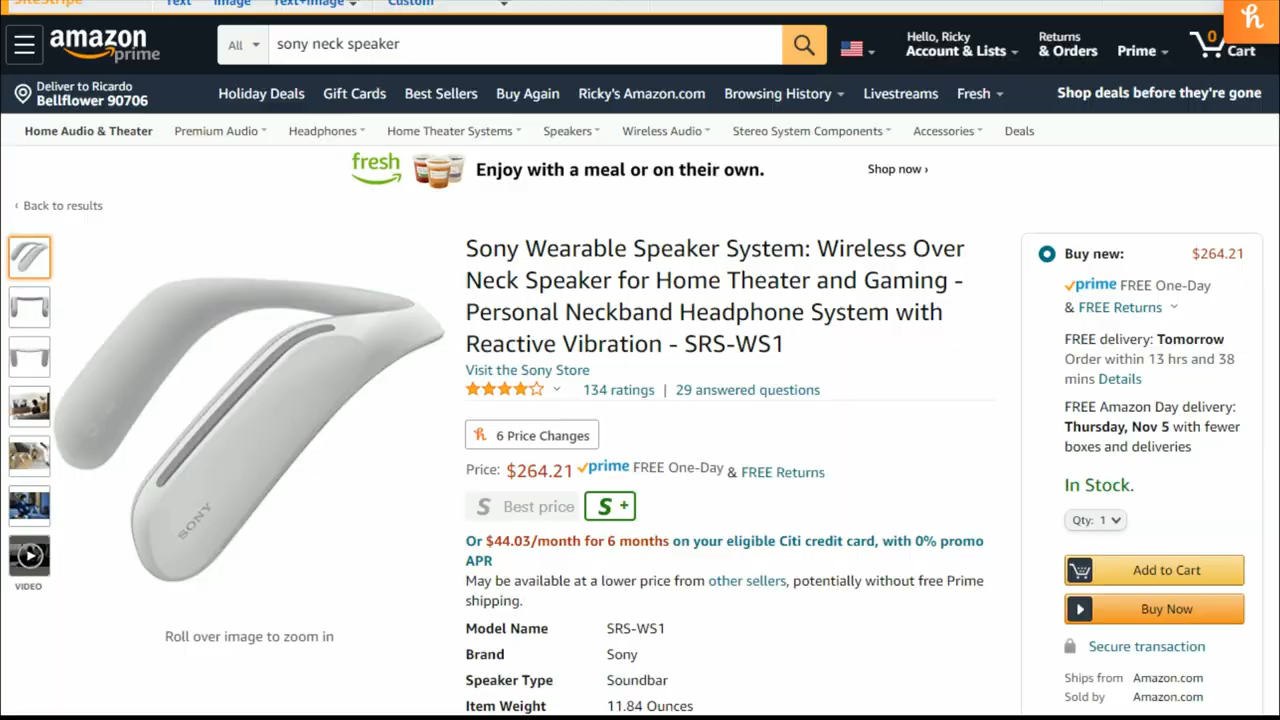 SiteStripe Text Image Text+Image Custom
amazon prime
All
sony neck speaker
Hello, Ricky
Account & Lists
Returns
& Orders
Prime
0
Cart
Deliver to Ricardo
Bellflower 90706
Holiday Deals Gift Cards Best Sellers Buy Again Ricky's Amazon.com Browsing History Livestreams Fresh Shop deals before they're gone
Home Audio & Theater Premium Audio Headphones Home Theater Systems Speakers Wireless Audio Stereo System Components Accessories Deals
fresh Enjoy with a meal or on their own. Shop now ›
‹ Back to results
SONY
VIDEO
Roll over image to zoom in
Sony Wearable Speaker System: Wireless Over
Neck Speaker for Home Theater and Gaming -
Personal Neckband Headphone System with
Reactive Vibration - SRS-WS1
Visit the Sony Store
134 ratings | 29 answered questions
6 Price Changes
Price: $264.21 prime FREE One-Day & FREE Returns
S Best price S +
Or $44.03/month for 6 months on your eligible Citi credit card, with 0% promo
APR
May be available at a lower price from other sellers, potentially without free Prime
shipping.
Model Name SRS-WS1
Brand Sony
Speaker Type Soundbar
Item Weight 11.84 Ounces
Buy new: $264.21
prime FREE One-Day
& FREE Returns
FREE delivery: Tomorrow
Order within 13 hrs and 38
mins Details
FREE Amazon Day delivery:
Thursday, Nov 5 with fewer
boxes and deliveries
In Stock.
Qty: 1
Add to Cart
Buy Now
Secure transaction
Ships from Amazon.com
Sold by Amazon.com